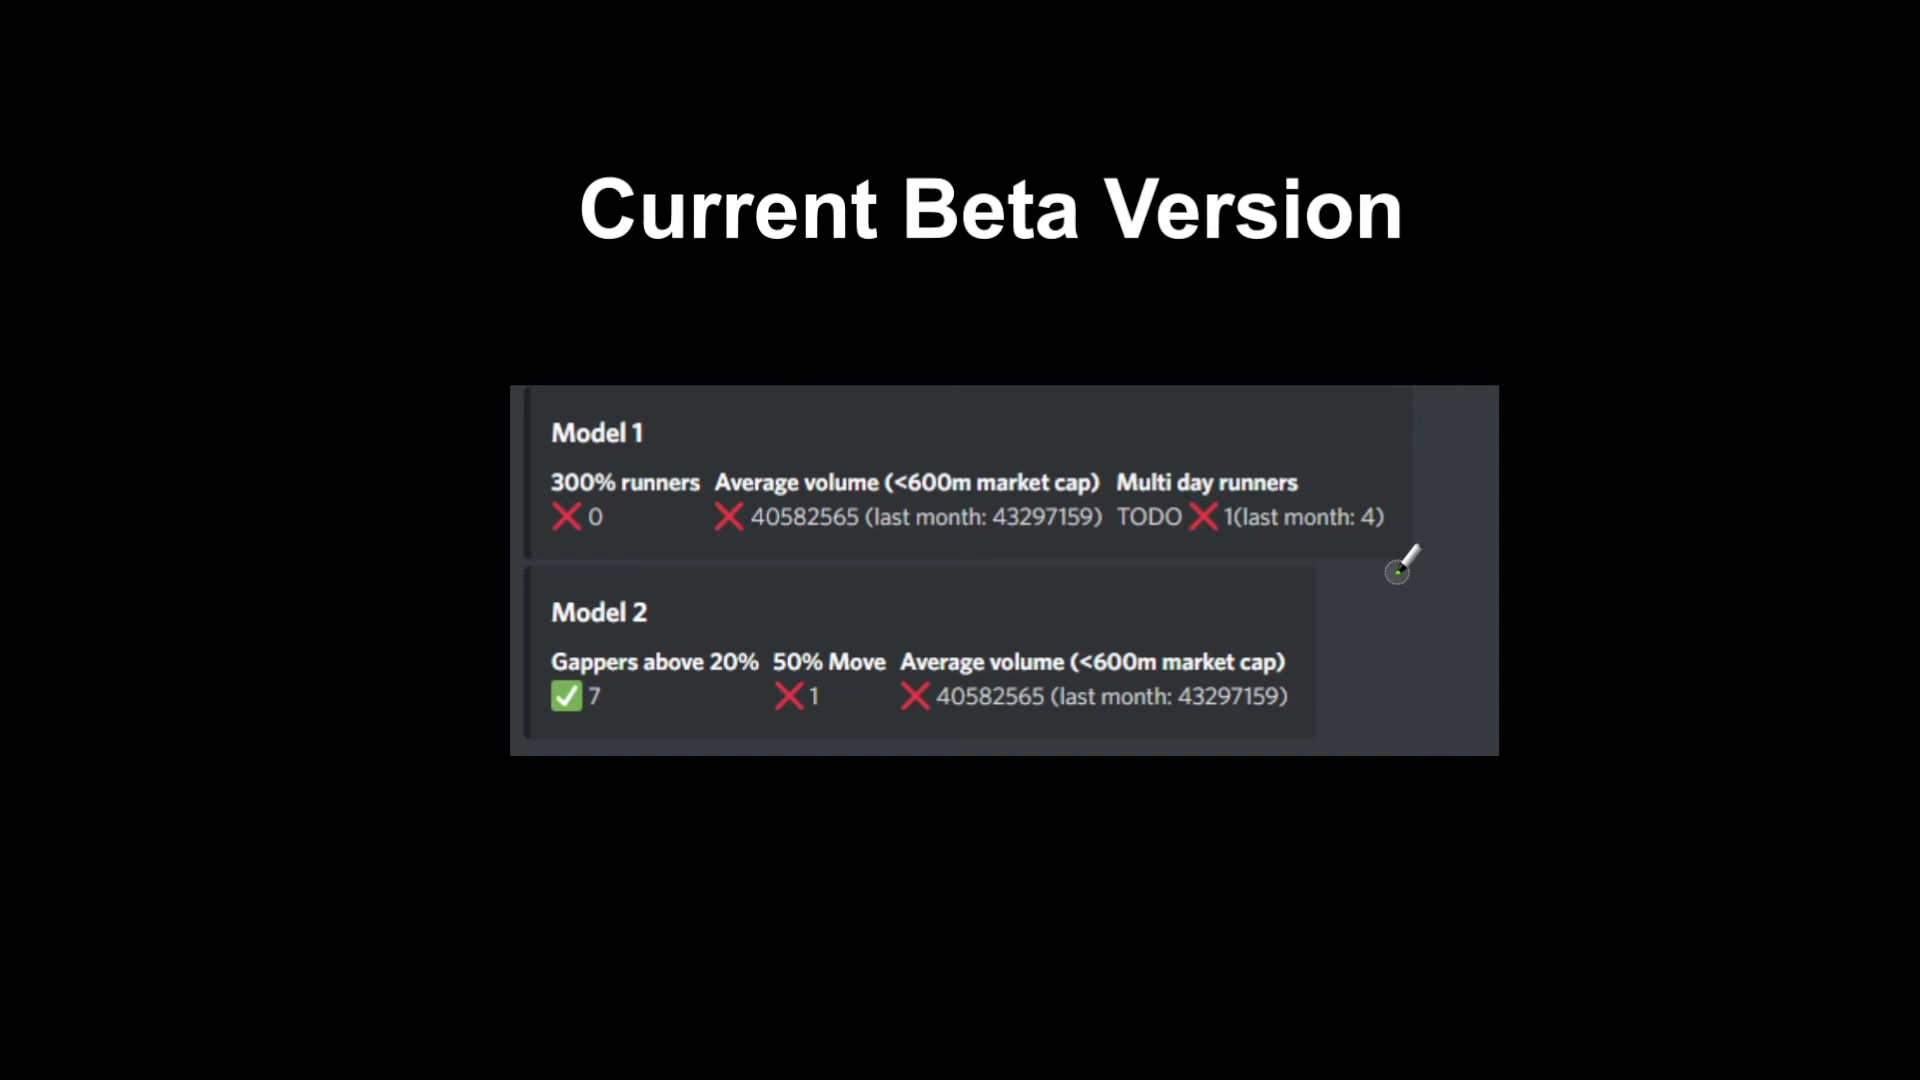 Current Beta Version
Model 1
300% runners Average volume (<600m market cap) Multi day runners
❌ 0 ❌ 40582565 (last month: 43297159) TODO ❌ 1(last month: 4)
Model 2
Gappers above 20% 50% Move Average volume (<600m market cap)
✅ 7 ❌ 1 ❌ 40582565 (last month: 43297159)